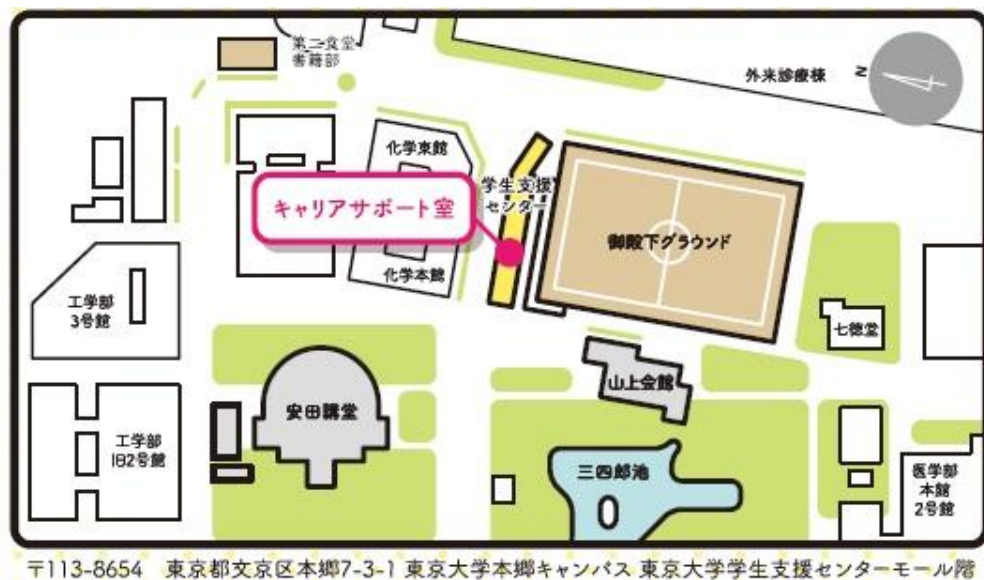 第二食堂
書籍部
外来診療棟
N
化学東館
学生支援
センター
キャリアサポート室
御殿下グラウンド
化学本館
工学部
3号館
七徳堂
山上会館
安田講堂
工学部
1&2号館
三四郎池
医学部
本館
2号館
〒113-8654 東京都文京区本郷7-3-1 東京大学本郷キャンパス 東京大学学生支援センターモール階